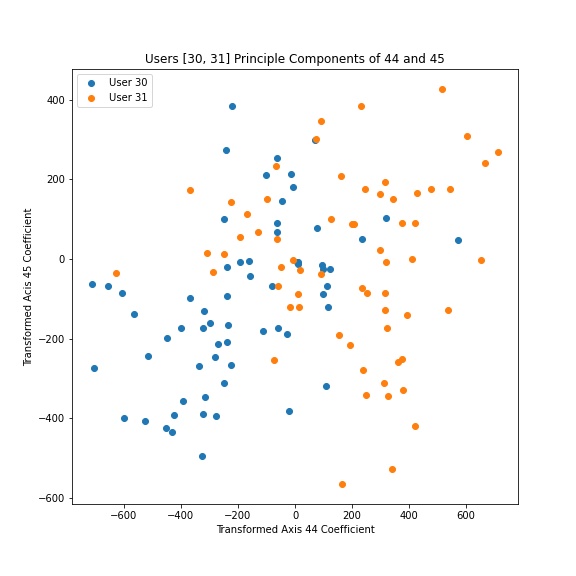 Users [30, 31] Principle Components of 44 and 45
User 30
User 31
400
200
0
−200
−400
−600
Transformed Acis 45 Coefficient
−600
−400
−200
0
200
400
600
Transformed Axis 44 Coefficient